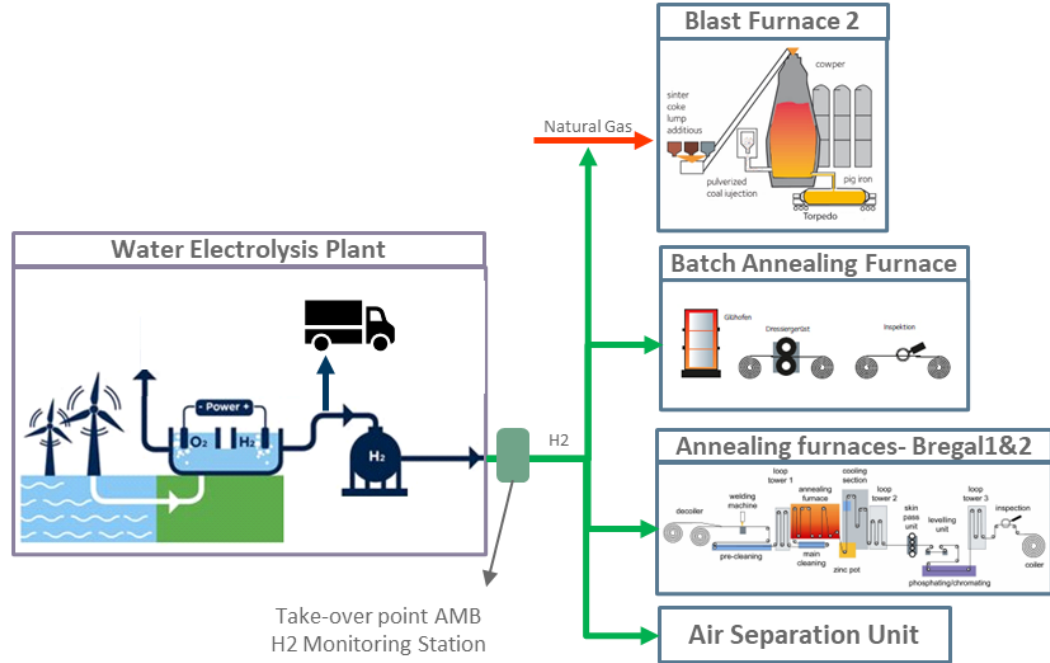 Blast Furnace 2
cowper
sinter
coke
lump
additious
Natural Gas
pulverized
coal iujection
pig iron
Torpedo
Water Electrolysis Plant
- Power +
O₂
H₂
H₂
H2
Take-over point AMB
H2 Monitoring Station
Batch Annealing Furnace
Glühofen
Dressergerüst
Inspektion
Annealing furnaces- Bregal1&2
decoiler
welding
machine
pre-cleaning
loop
tower 1
annealing
furnace
main
cleaning
cooling
section
zinc pot
loop
tower 2
skin
pass
unit
levelling
unit
phosphating/chromating
loop
tower 3
inspection
coiler
Air Separation Unit